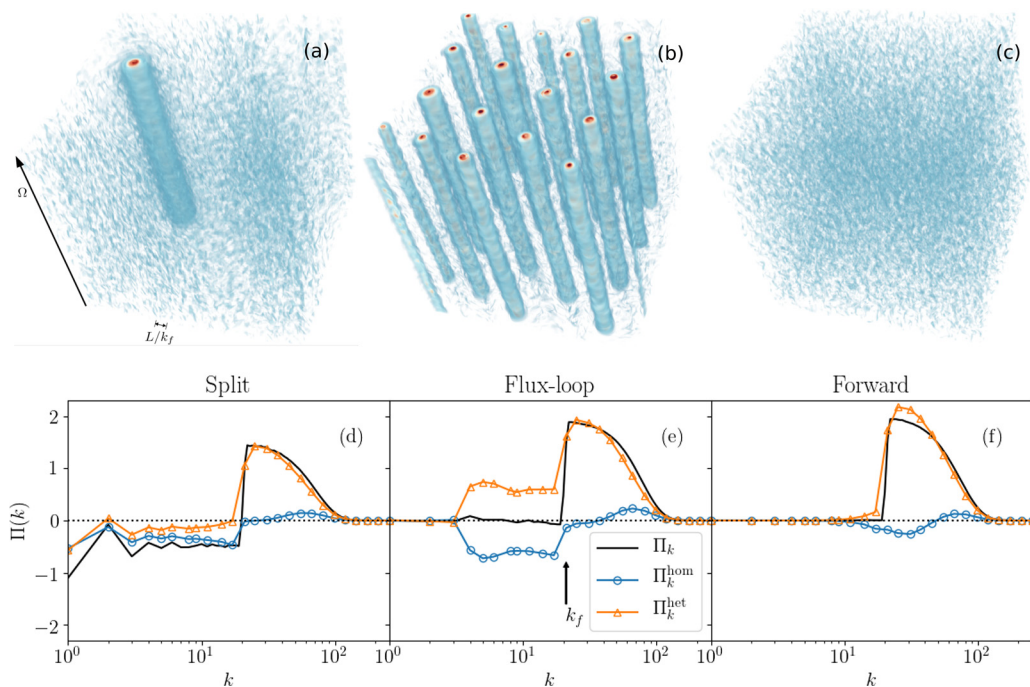 (a) (b) (c)
Ω
L/k_f
Split Flux-loop Forward
(d) (e) (f)
2
1
0
−1
−2
Π(k)
Π_k
Π_k^hom
Π_k^het
k_f
10^0 10^1 10^2 10^0 10^1 10^2 10^0 10^1 10^2
k k k